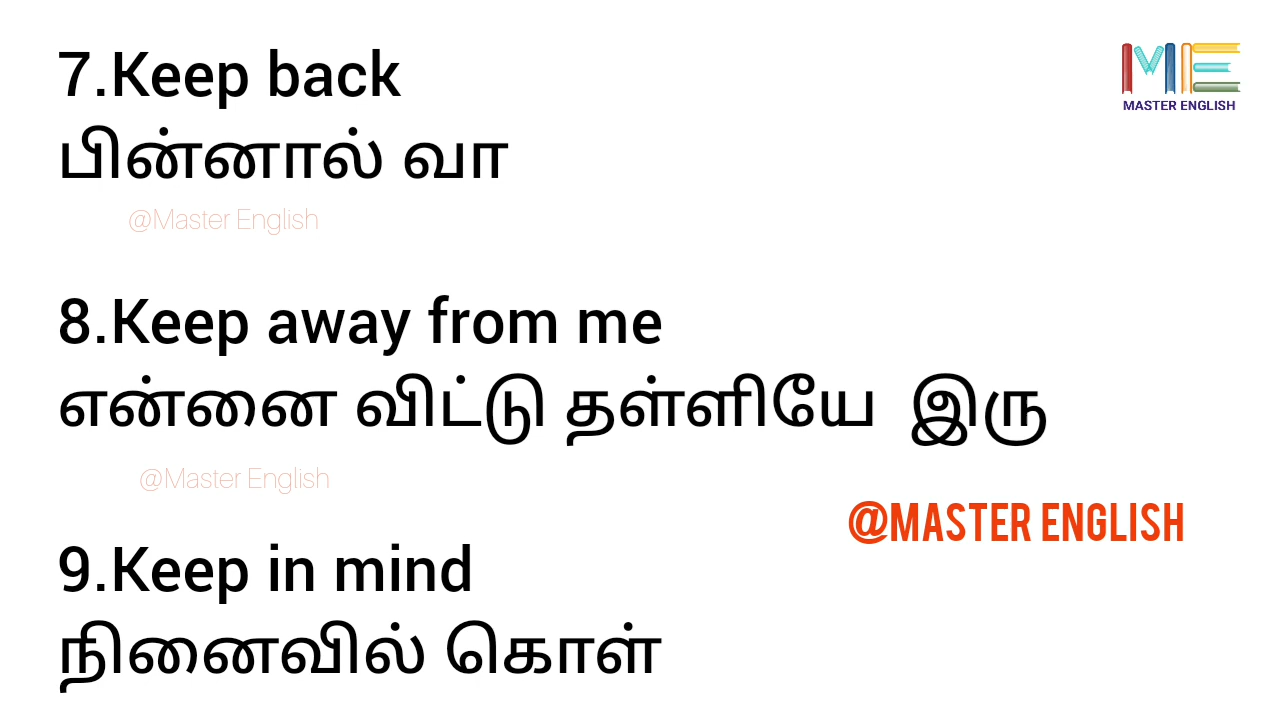 7.Keep back
பின்னால் வா
@Master English
8.Keep away from me
என்னை விட்டு தள்ளியே இரு
@Master English
@MASTER ENGLISH
9.Keep in mind
நினைவில் கொள்
ME
MASTER ENGLISH